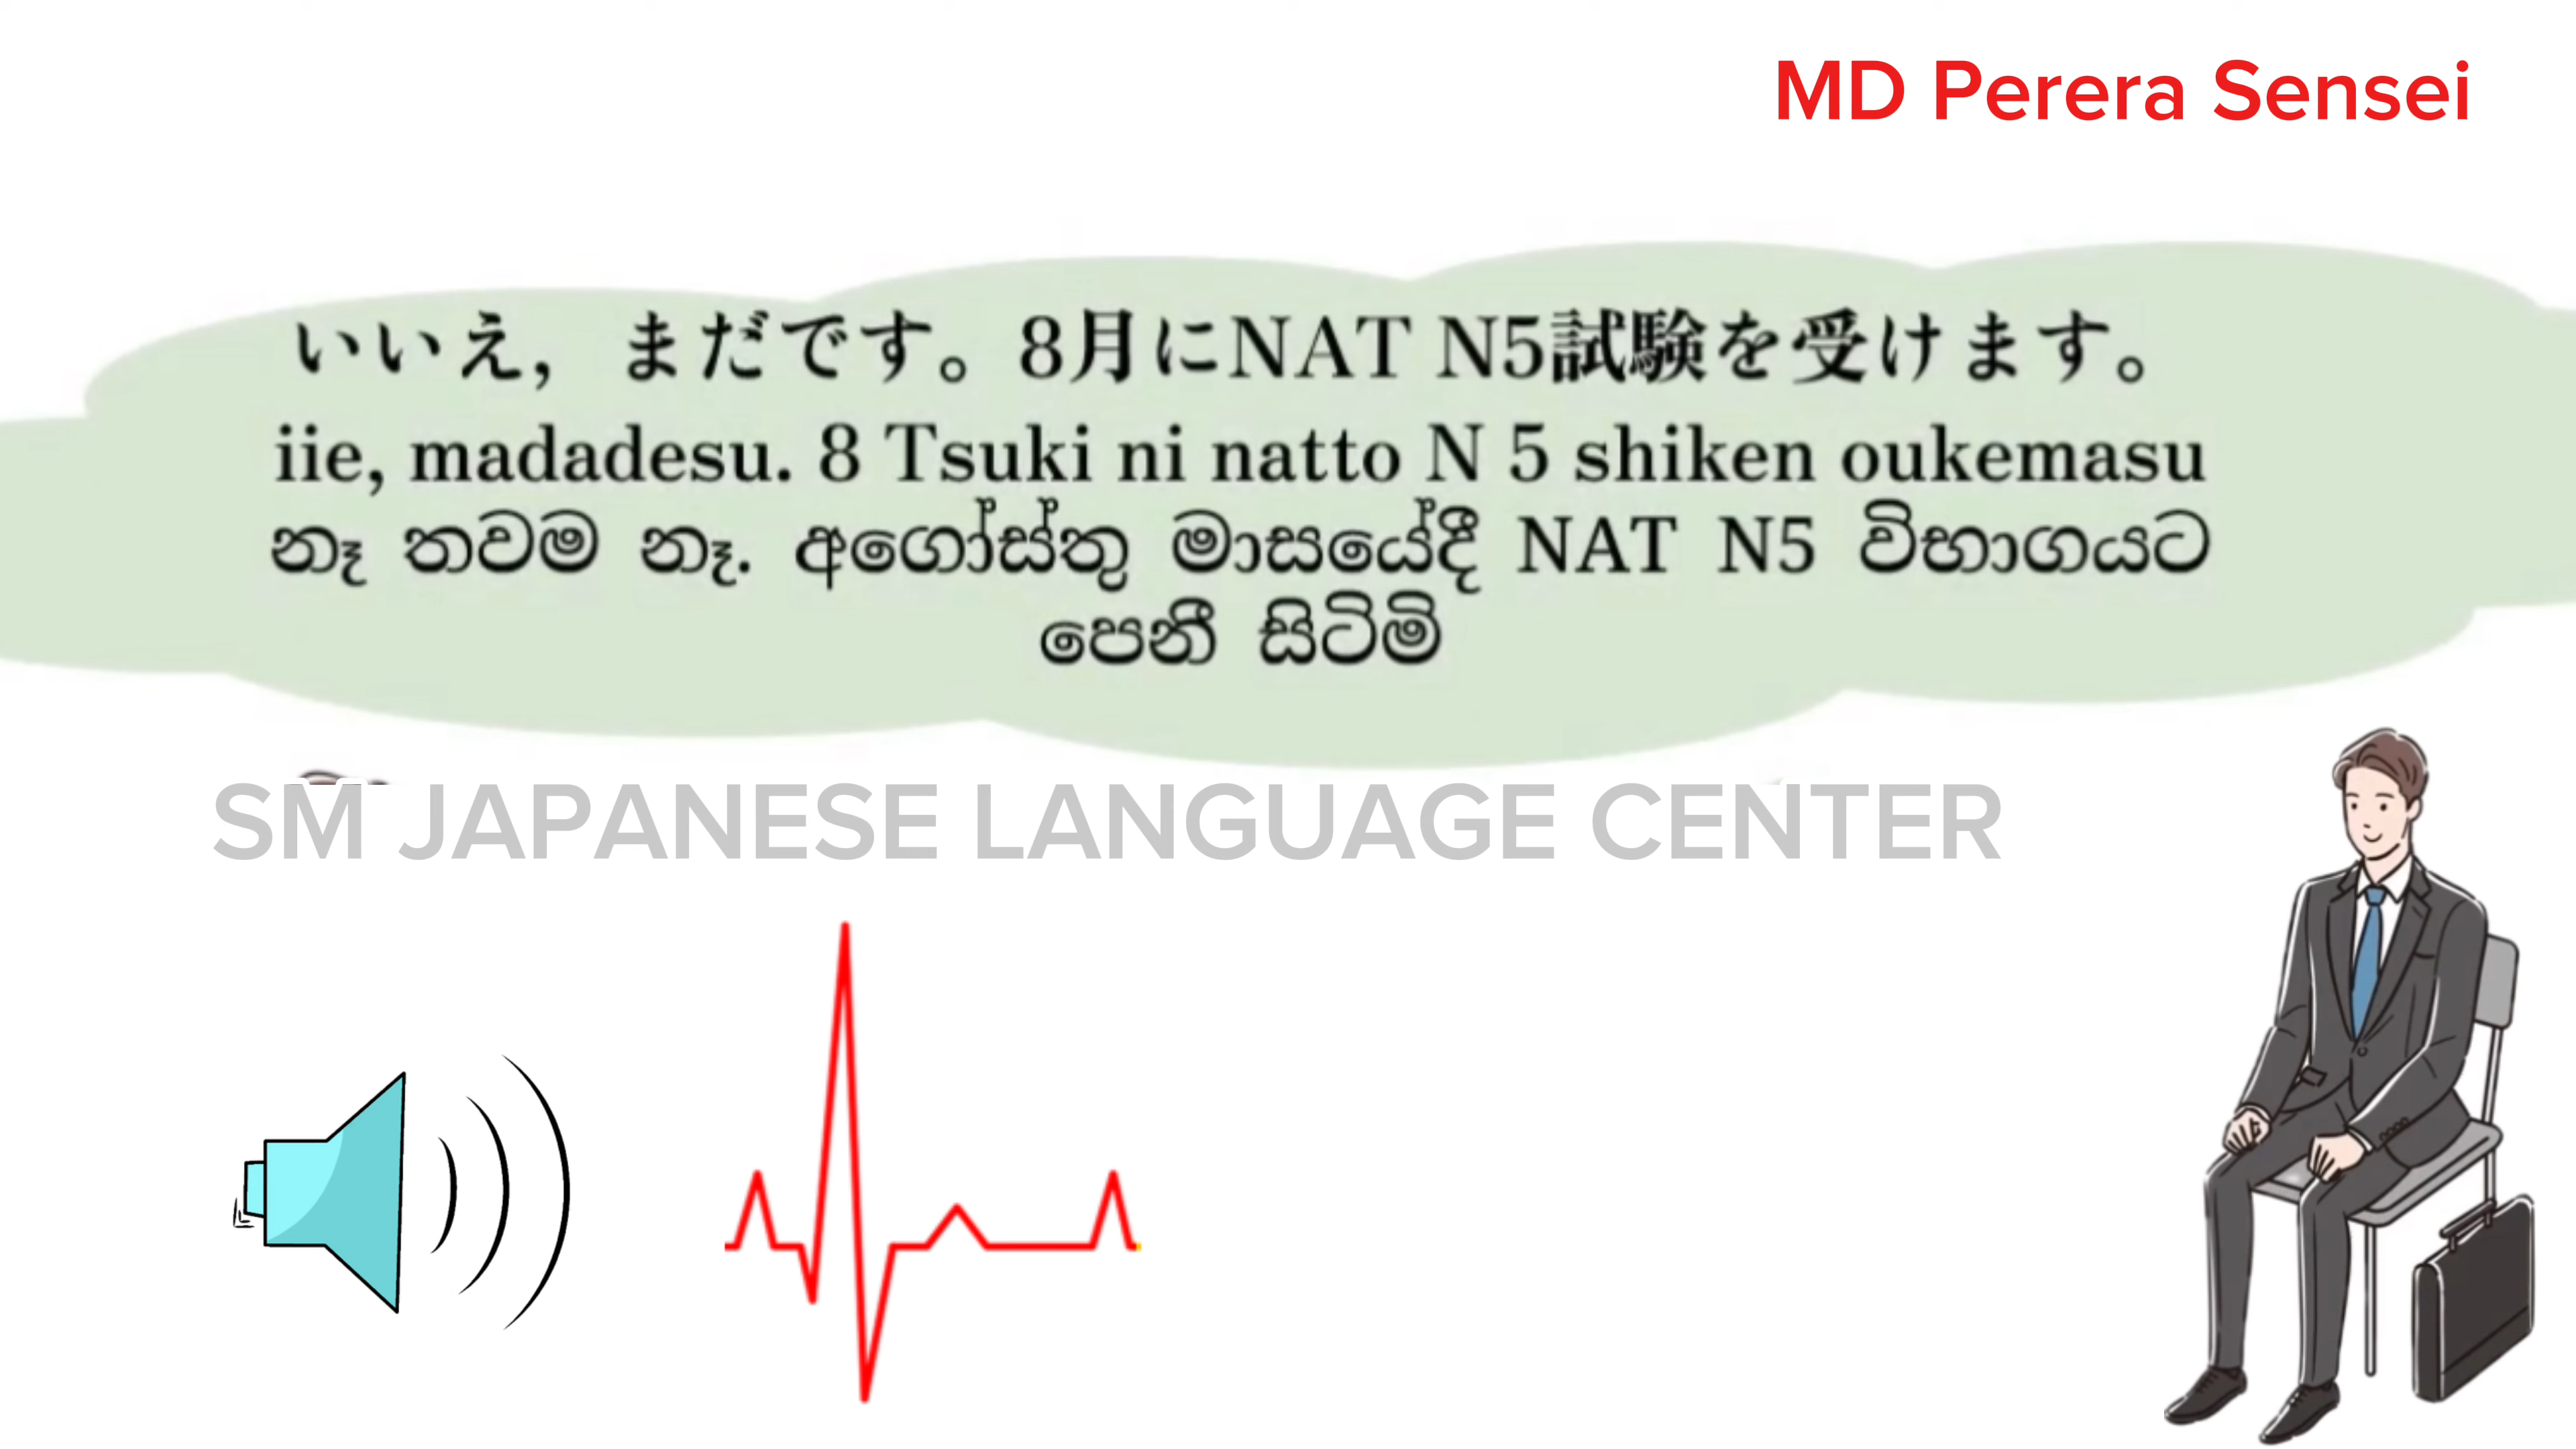 MD Perera Sensei
いいえ，まだです。8月にNAT N5試験を受けます。
iie, madadesu. 8 Tsuki ni natto N 5 shiken oukemasu
නෑ තවම නෑ. අගෝස්තු මාසයේදී NAT N5 විභාගයට
පෙනී සිටිමි
SM JAPANESE LANGUAGE CENTER